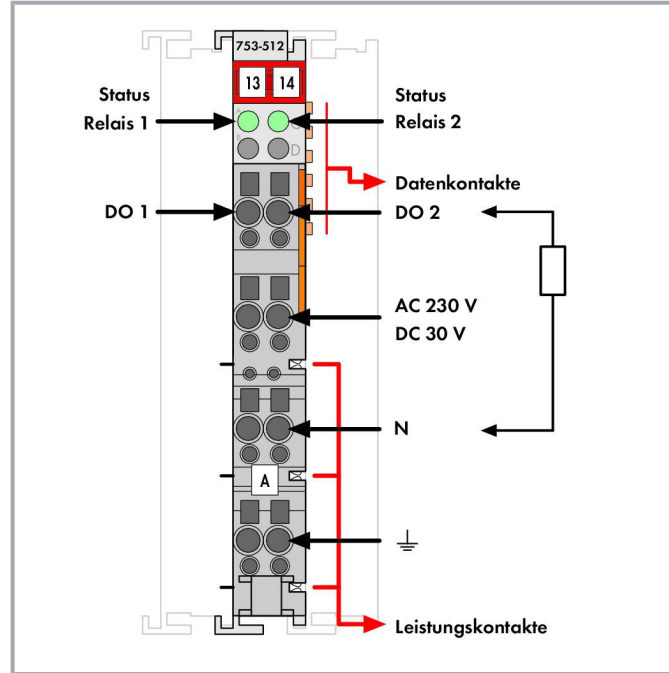 753-512
13 14
Status
Relais 1
Status
Relais 2
A C
B D
Datenkontakte
DO 1
DO 2
AC 230 V
DC 30 V
N
A
Leistungskontakte